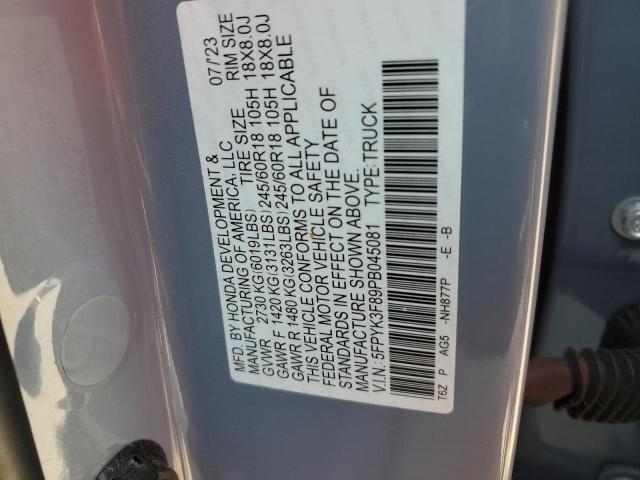 MFD. BY HONDA DEVELOPMENT & 07/'23
MANUFACTURING OF AMERICA, LLC
TIRE SIZE RIM SIZE
GVWR 2730 KG(6019LBS) 245/60R18 105H 18X8.0J
GAWR F 1420 KG(3131LBS) 245/60R18 105H 18X8.0J
GAWR R 1480 KG(3263LBS)
THIS VEHICLE CONFORMS TO ALL APPLICABLE
FEDERAL MOTOR VEHICLE SAFETY
STANDARDS IN EFFECT ON THE DATE OF
MANUFACTURE SHOWN ABOVE.
V.I.N.: 5FPYK3F89PB045081 TYPE: TRUCK
T6Z P AG5 -NH877P -E -B